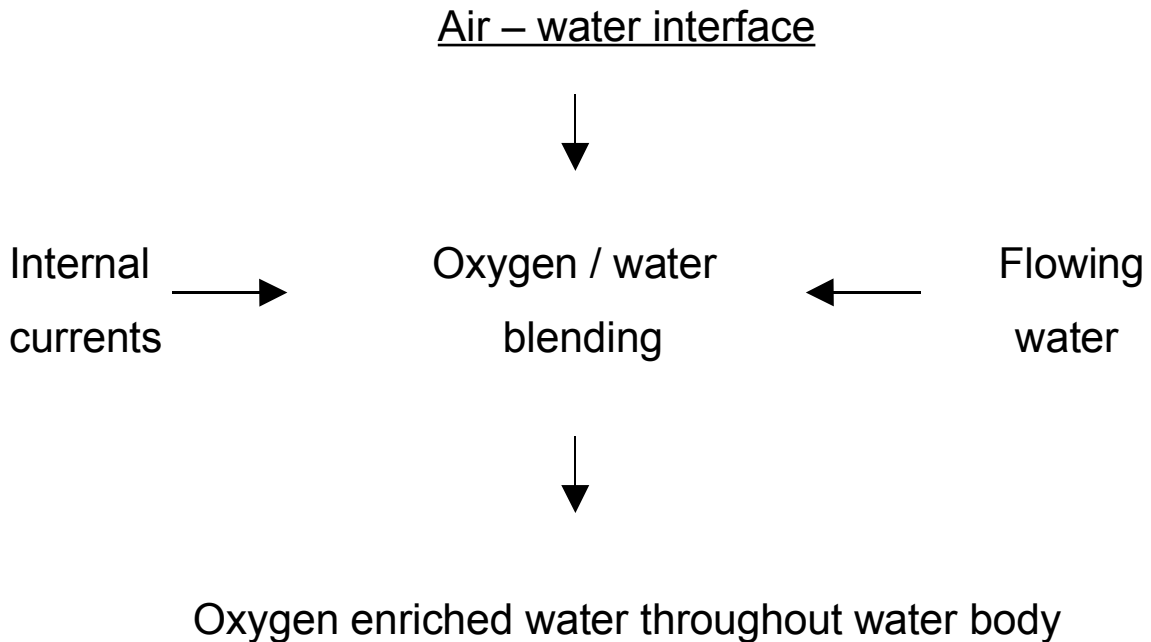 Air – water interface
Internal
currents
Oxygen / water
blending
Flowing
water
Oxygen enriched water throughout water body